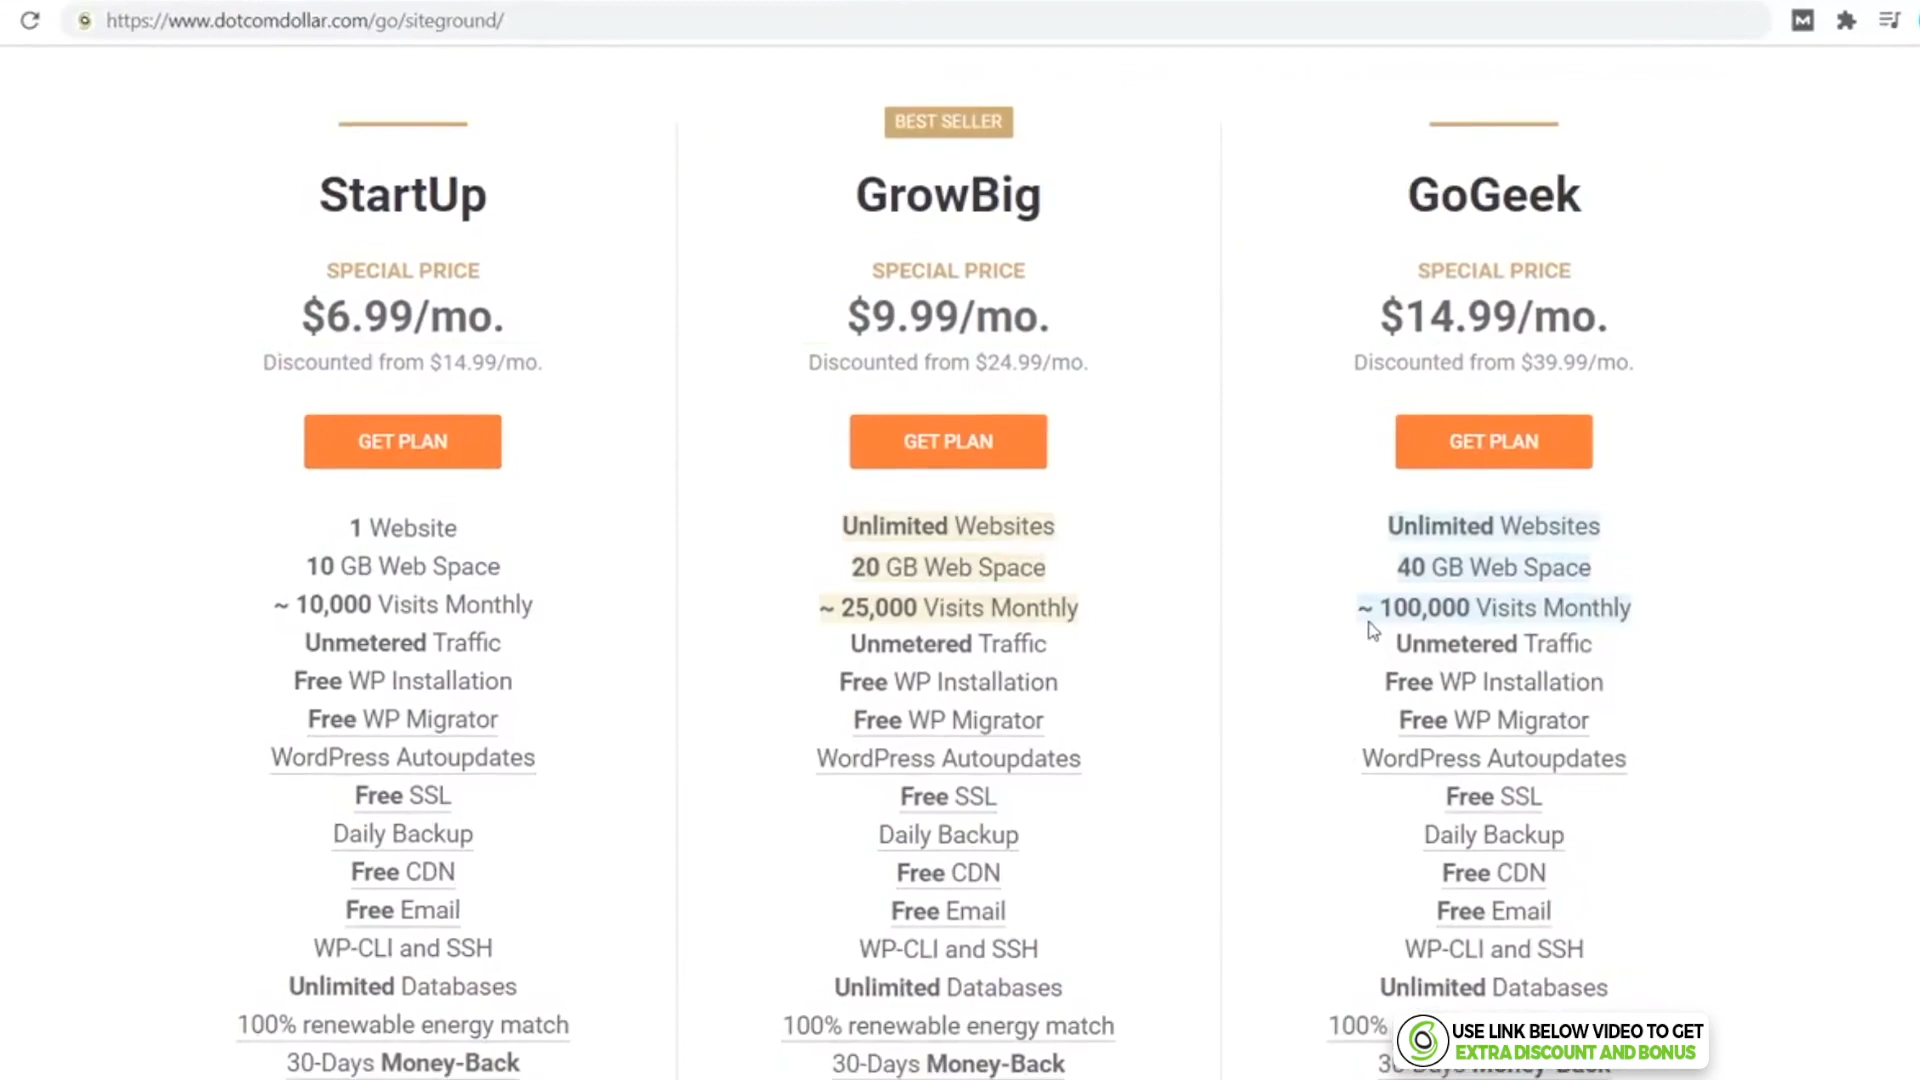 https://www.dotcomdollar.com/go/siteground/
StartUp
SPECIAL PRICE
$6.99/mo.
Discounted from $14.99/mo.
GET PLAN
1 Website
10 GB Web Space
~ 10,000 Visits Monthly
Unmetered Traffic
Free WP Installation
Free WP Migrator
WordPress Autoupdates
Free SSL
Daily Backup
Free CDN
Free Email
WP-CLI and SSH
Unlimited Databases
100% renewable energy match
30-Days Money-Back
BEST SELLER
GrowBig
SPECIAL PRICE
$9.99/mo.
Discounted from $24.99/mo.
GET PLAN
Unlimited Websites
20 GB Web Space
~ 25,000 Visits Monthly
Unmetered Traffic
Free WP Installation
Free WP Migrator
WordPress Autoupdates
Free SSL
Daily Backup
Free CDN
Free Email
WP-CLI and SSH
Unlimited Databases
100% renewable energy match
30-Days Money-Back
GoGeek
SPECIAL PRICE
$14.99/mo.
Discounted from $39.99/mo.
GET PLAN
Unlimited Websites
40 GB Web Space
~ 100,000 Visits Monthly
Unmetered Traffic
Free WP Installation
Free WP Migrator
WordPress Autoupdates
Free SSL
Daily Backup
Free CDN
Free Email
WP-CLI and SSH
Unlimited Databases
100%
USE LINK BELOW VIDEO TO GET
EXTRA DISCOUNT AND BONUS